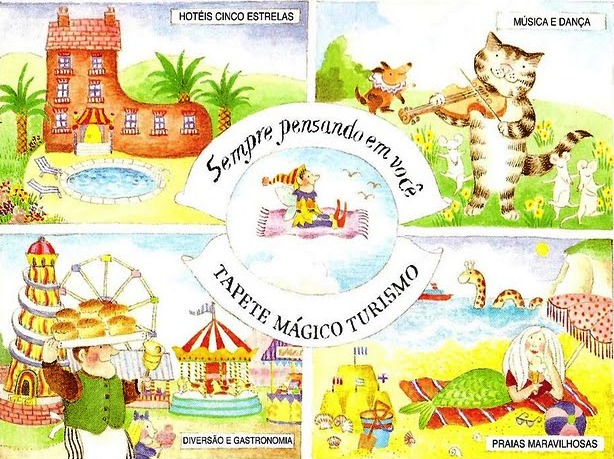 HOTÉIS CINCO ESTRELAS
MÚSICA E DANÇA
Sempre pensando em você
TAPETE MÁGICO TURISMO
DIVERSÃO E GASTRONOMIA
PRAIAS MARAVILHOSAS